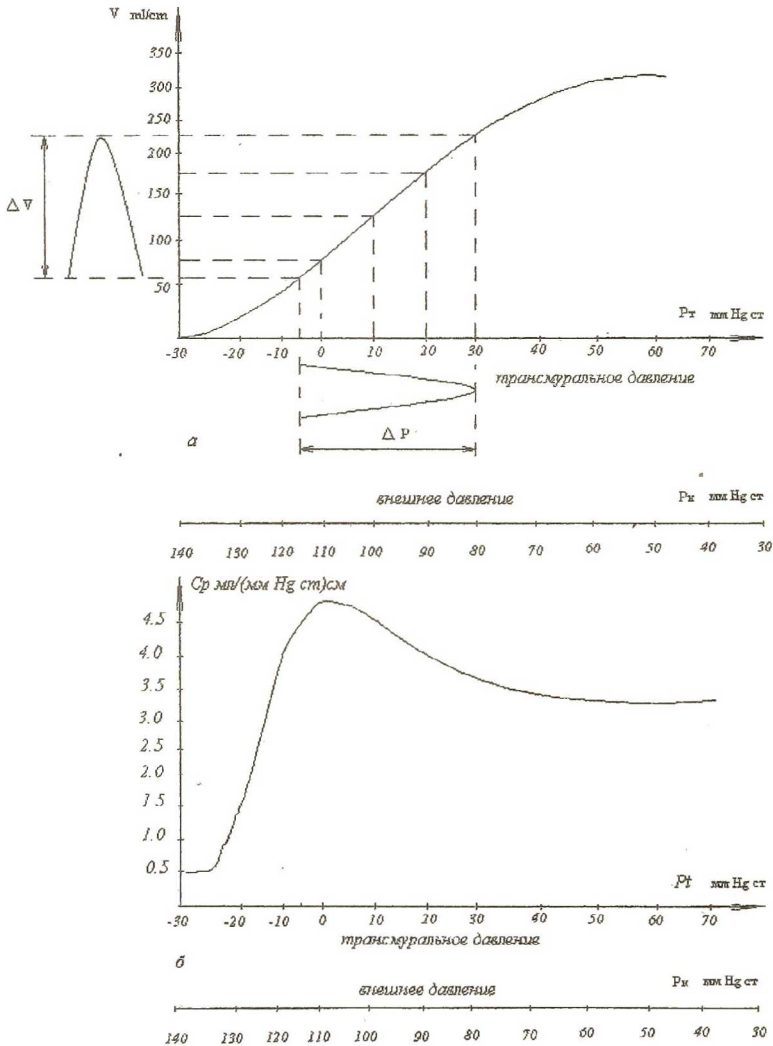 V ml/cm
350
300
250
200
150
100
50
ΔV
Pт мм Hg ст
-30 -20 -10 0 10 20 30 40 50 60 70
трансмуральное давление
ΔP
а
внешнее давление Pн мм Hg ст
140 130 120 110 100 90 80 70 60 50 40 30
Cp мл/(мм Hg ст)см
4.5
4.0
3.5
3.0
2.5
2.0
1.5
1.0
0.5
Pt мм Hg ст
-30 -20 -10 0 10 20 30 40 50 60 70
трансмуральное давление
б
внешнее давление Pн мм Hg ст
140 130 120 110 100 90 80 70 60 50 40 30